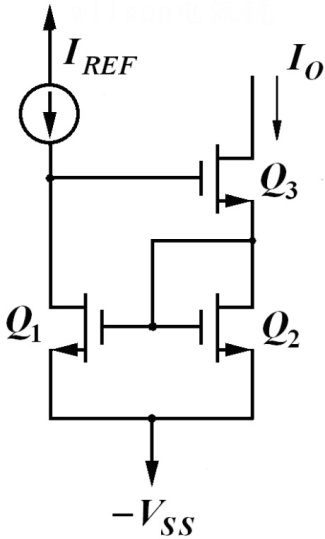 I_REF
I_O
Q_3
Q_1
Q_2
-V_SS